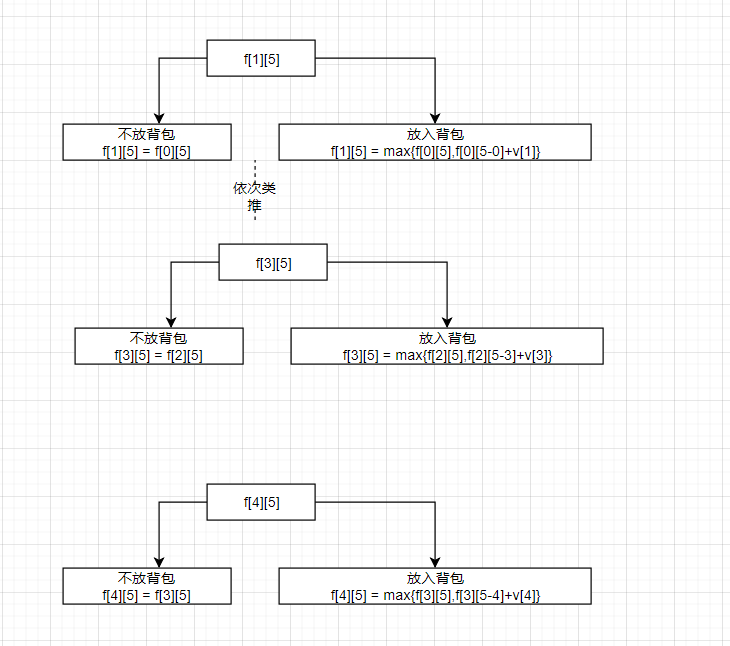 f[1][5]
不放背包
f[1][5] = f[0][5]
放入背包
f[1][5] = max{f[0][5],f[0][5-0]+v[1]}
依次类
推
f[3][5]
不放背包
f[3][5] = f[2][5]
放入背包
f[3][5] = max{f[2][5],f[2][5-3]+v[3]}
f[4][5]
不放背包
f[4][5] = f[3][5]
放入背包
f[4][5] = max{f[3][5],f[3][5-4]+v[4]}